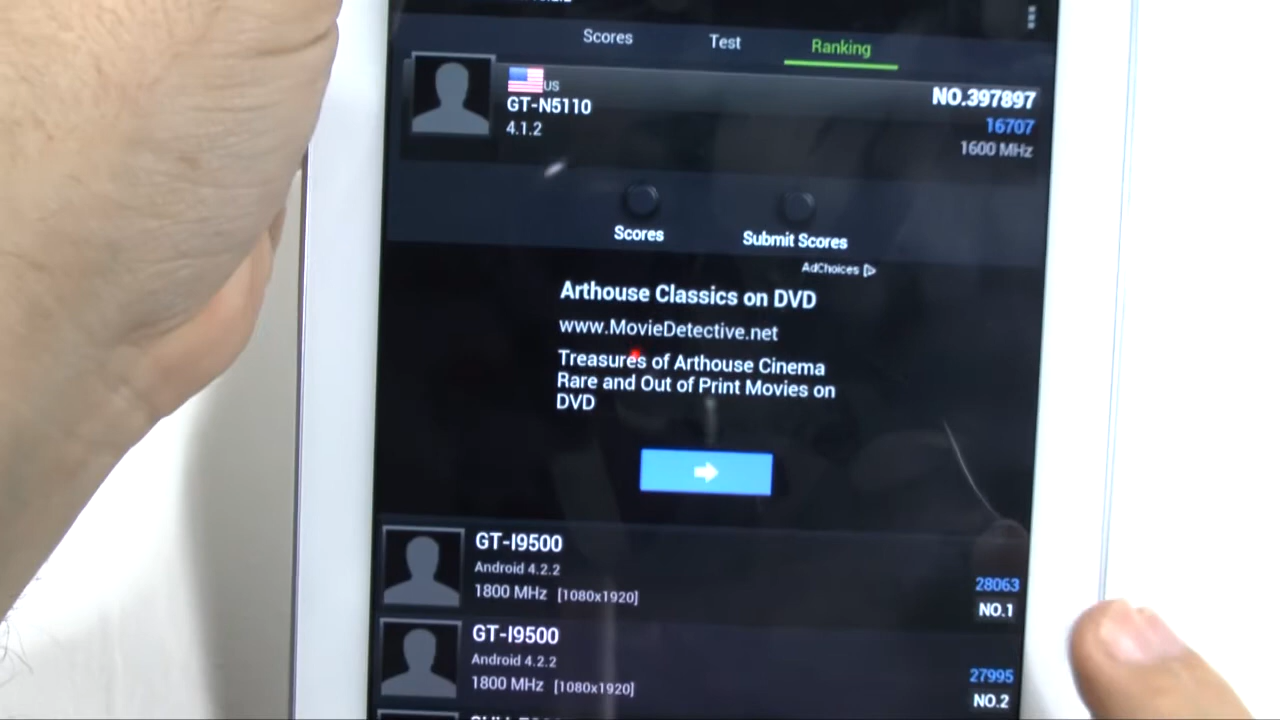 Scores Test Ranking
US
GT-N5110 NO.397897
4.1.2 16707
1600 MHz
Scores Submit Scores
AdChoices
Arthouse Classics on DVD
www.MovieDetective.net
Treasures of Arthouse Cinema
Rare and Out of Print Movies on
DVD
GT-I9500
Android 4.2.2 28063
1800 MHz [1080x1920] NO.1
GT-I9500
Android 4.2.2 27995
1800 MHz [1080x1920] NO.2